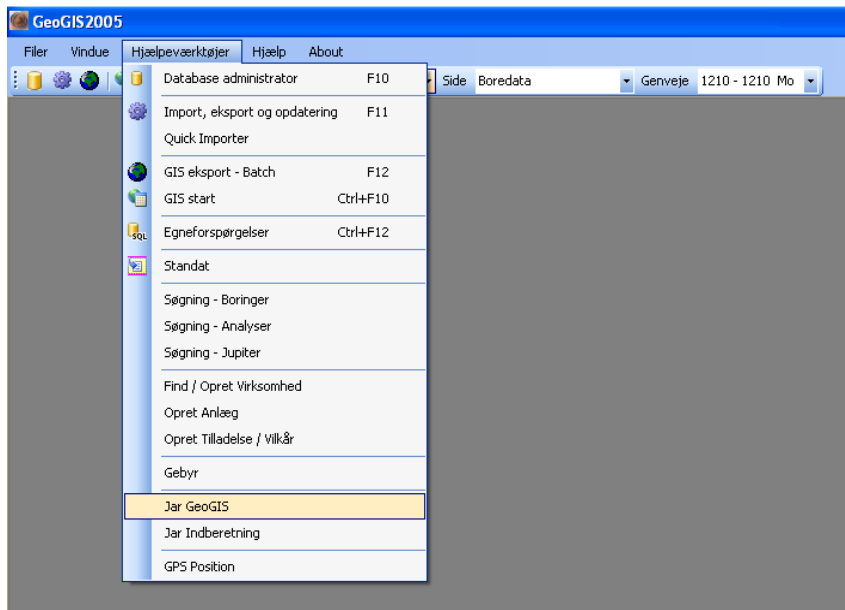 GeoGIS2005
Filer Vindue Hjælpeværktøjer Hjælp About
Side Boredata Genveje 1210 - 1210 Mo
Database administrator F10
Import, eksport og opdatering F11
Quick Importer
GIS eksport - Batch F12
GIS start Ctrl+F10
SQL Egneforspørgelser Ctrl+F12
Standat
Søgning - Boringer
Søgning - Analyser
Søgning - Jupiter
Find / Opret Virksomhed
Opret Anlæg
Opret Tilladelse / Vilkår
Gebyr
Jar GeoGIS
Jar Indberetning
GPS Position